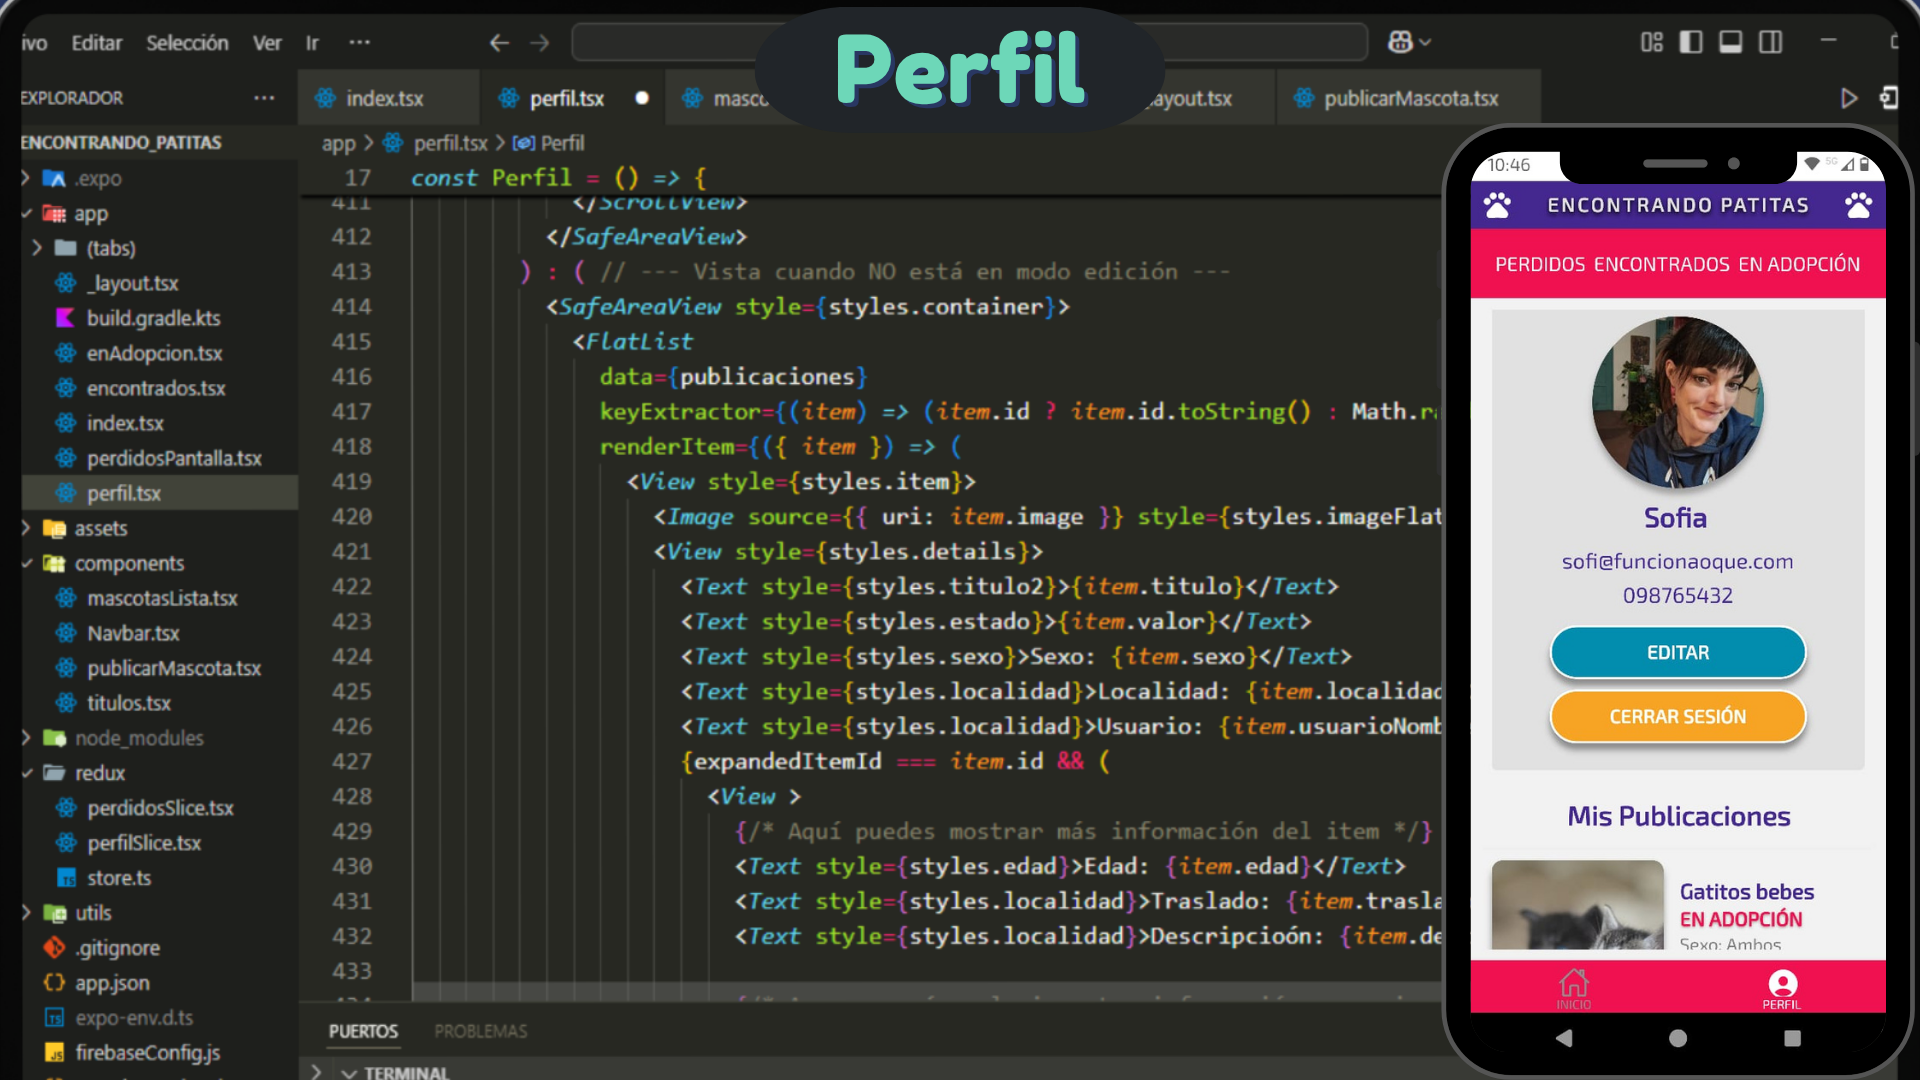 Perfil
ivo Editar Selección Ver Ir ···
EXPLORADOR ···
index.tsx
perfil.tsx
masco
ayout.tsx
publicarMascota.tsx
ENCONTRANDO_PATITAS
.expo
app
(tabs)
_layout.tsx
build.gradle.kts
enAdopcion.tsx
encontrados.tsx
index.tsx
perdidosPantalla.tsx
perfil.tsx
assets
components
mascotasLista.tsx
Navbar.tsx
publicarMascota.tsx
titulos.tsx
node_modules
redux
perdidosSlice.tsx
perfilSlice.tsx
store.ts
utils
.gitignore
app.json
expo-env.d.ts
firebaseConfig.js
app > perfil.tsx > Perfil
17 const Perfil = () => {
411 </ScrollView>
412 </SafeAreaView>
413 ) : ( // --- Vista cuando NO está en modo edición ---
414 <SafeAreaView style={styles.container}>
415 <FlatList
416 data={publicaciones}
417 keyExtractor={(item) => (item.id ? item.id.toString() : Math.ra
418 renderItem={({ item }) => (
419 <View style={styles.item}>
420 <Image source={{ uri: item.image }} style={styles.imageFlat
421 <View style={styles.details}>
422 <Text style={styles.titulo2}>{item.titulo}</Text>
423 <Text style={styles.estado}>{item.valor}</Text>
424 <Text style={styles.sexo}>Sexo: {item.sexo}</Text>
425 <Text style={styles.localidad}>Localidad: {item.localidad
426 <Text style={styles.localidad}>Usuario: {item.usuarioNomb
427 {expandedItemId === item.id && (
428 <View >
429 {/* Aquí puedes mostrar más información del item */}
430 <Text style={styles.edad}>Edad: {item.edad}</Text>
431 <Text style={styles.localidad}>Traslado: {item.trasla
432 <Text style={styles.localidad}>Descripcioón: {item.de
433
PUERTOS PROBLEMAS
TERMINAL
10:46
5G
ENCONTRANDO PATITAS
PERDIDOS ENCONTRADOS EN ADOPCIÓN
Sofia
sofi@funcionaoque.com
098765432
EDITAR
CERRAR SESIÓN
Mis Publicaciones
Gatitos bebes
EN ADOPCIÓN
Sexo: Ambos
INICIO
PERFIL